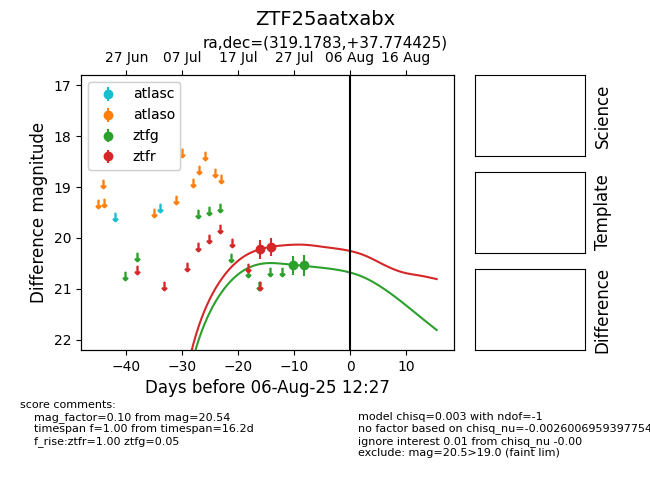 ZTF25aatxabx
ra,dec=(319.1783,+37.774425)
27 Jun 07 Jul 17 Jul 27 Jul 06 Aug 16 Aug
17
18
19
20
21
22
Difference magnitude
atlasc
atlaso
ztfg
ztfr
−40 −30 −20 −10 0 10
Days before 06-Aug-25 12:27
Science
Template
Difference
score comments:
mag_factor=0.10 from mag=20.54
timespan f=1.00 from timespan=16.2d
f_rise:ztfr=1.00 ztfg=0.05
model chisq=0.003 with ndof=-1
no factor based on chisq_nu=-0.0026006959397754
ignore interest 0.01 from chisq_nu -0.00
exclude: mag=20.5>19.0 (faint lim)